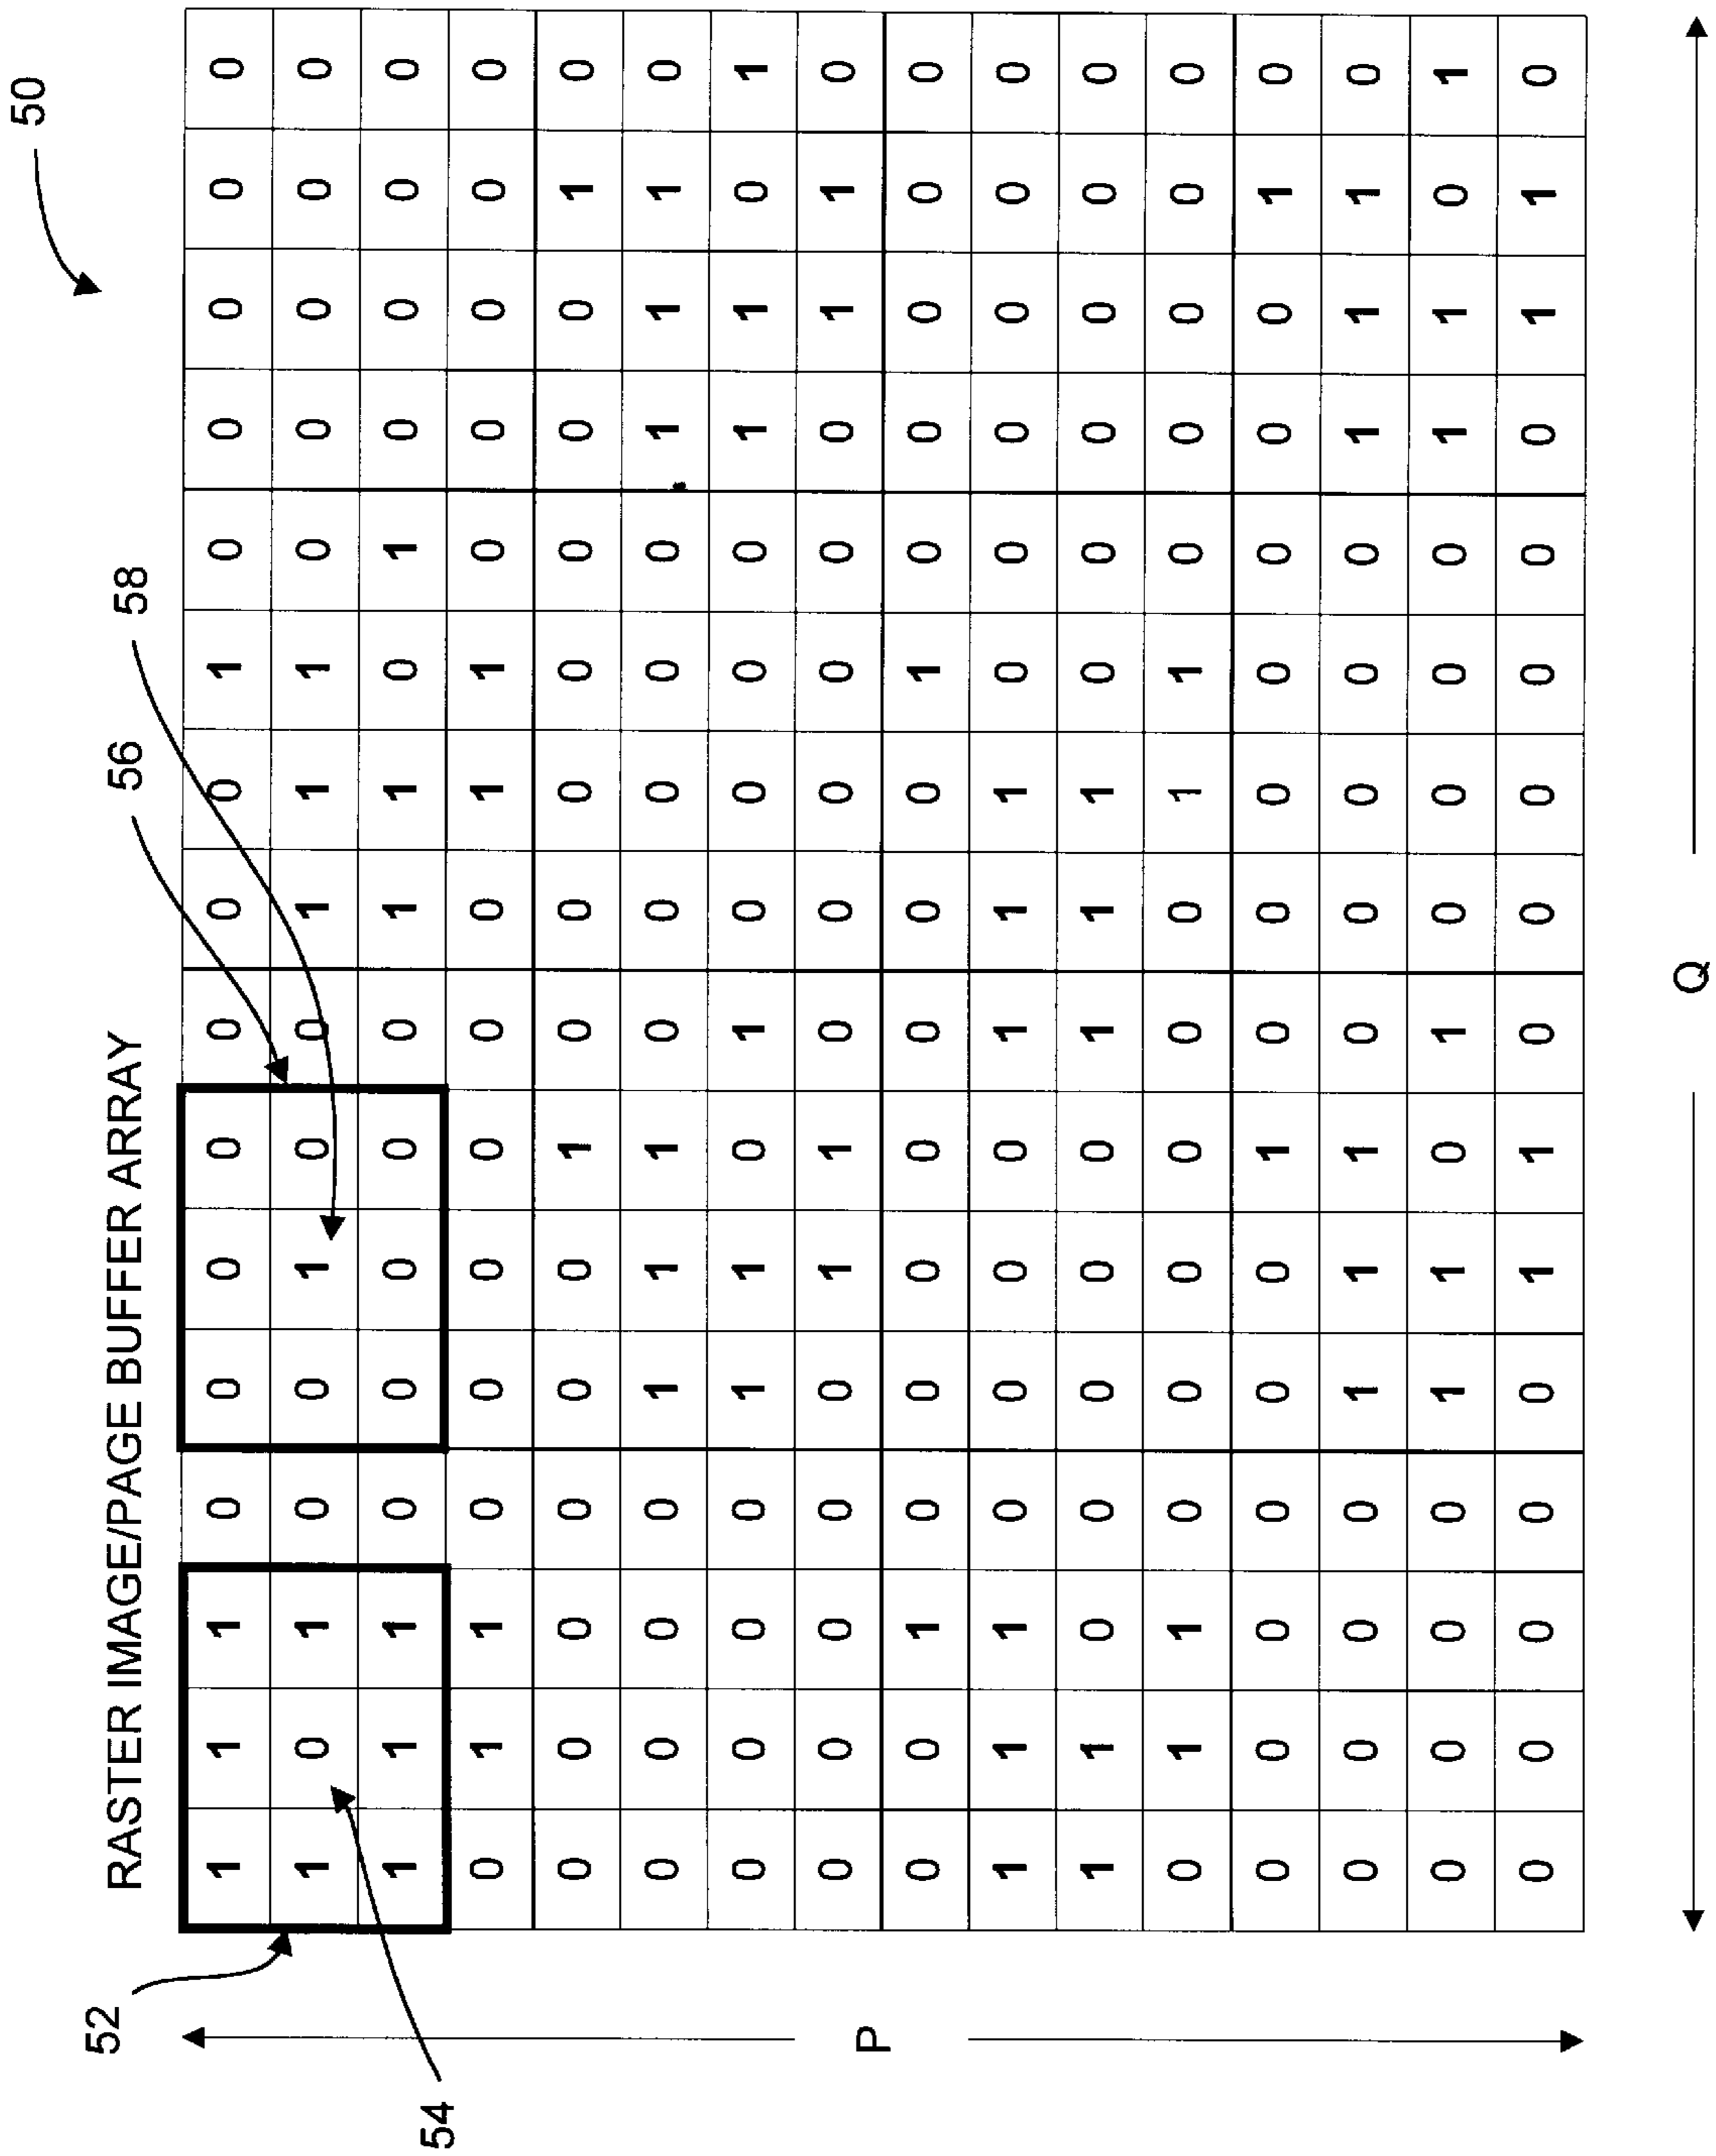 50
52
56
58
RASTER IMAGE/PAGE BUFFER ARRAY
1 1 1 0 0 0 0 0 0 0 1 0 0 0 0 0
1 0 1 0 0 1 0 0 1 1 1 0 0 0 0 0
1 1 1 0 0 0 0 0 1 1 0 1 0 0 0 0
0 1 1 0 0 0 0 0 0 1 1 0 0 0 0 0
0 0 0 0 0 0 1 0 0 0 0 0 0 0 1 0
0 0 0 0 1 1 1 0 0 0 0 0 1 1 1 0
0 0 0 0 1 1 0 1 0 0 0 0 1 1 0 1
0 0 0 0 0 1 1 0 0 0 0 0 0 1 1 0
0 0 1 0 0 0 0 0 0 0 1 0 0 0 0 0
1 1 1 0 0 0 0 1 1 1 0 0 0 0 0 0
1 1 0 0 0 0 0 1 1 1 0 0 0 0 0 0
0 1 1 0 0 0 0 0 0 1 1 0 0 0 0 0
0 0 0 0 0 0 1 0 0 0 0 0 0 0 1 0
0 0 0 0 1 1 1 0 0 0 0 0 1 1 1 0
0 0 0 0 1 1 0 1 0 0 0 0 1 1 0 1
0 0 0 0 0 1 1 0 0 0 0 0 0 1 1 0
54
P
Q